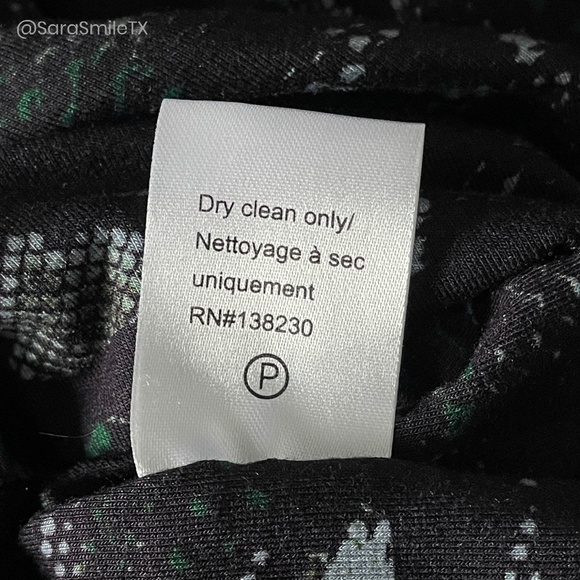 @SaraSmileTX
Dry clean only/
Nettoyage à sec
uniquement
RN#138230
P